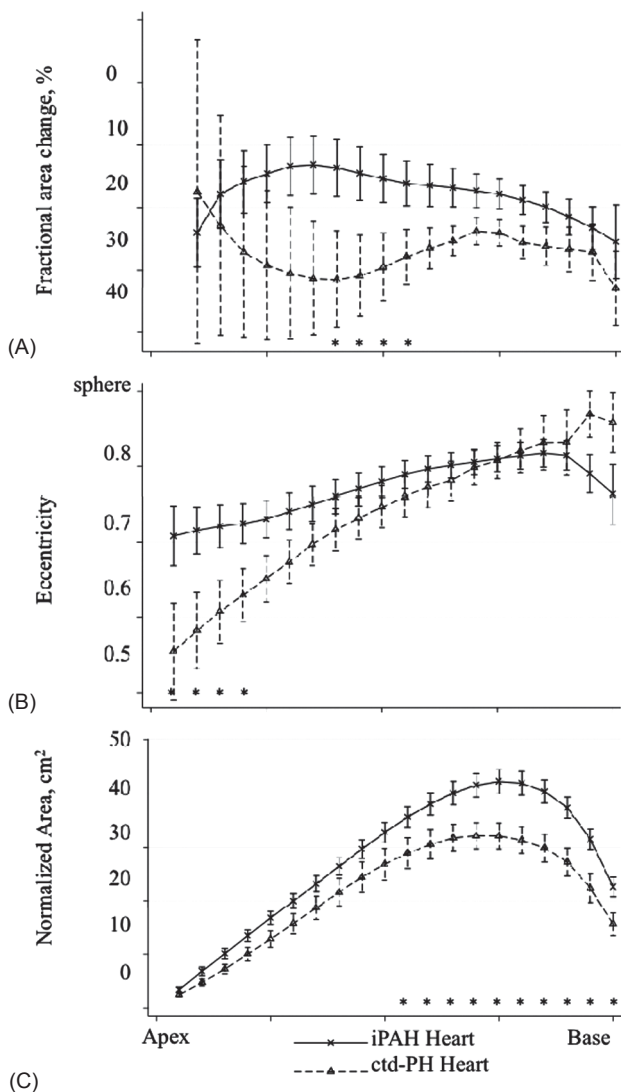 Fractional area change, %
0
10
20
30
40
* * * *
(A)
sphere
Eccentricity
0.8
0.7
0.6
0.5
* * * *
(B)
Normalized Area, cm²
50
40
30
20
10
0
* * * * * * * * * *
Apex iPAH Heart Base
ctd-PH Heart
(C)